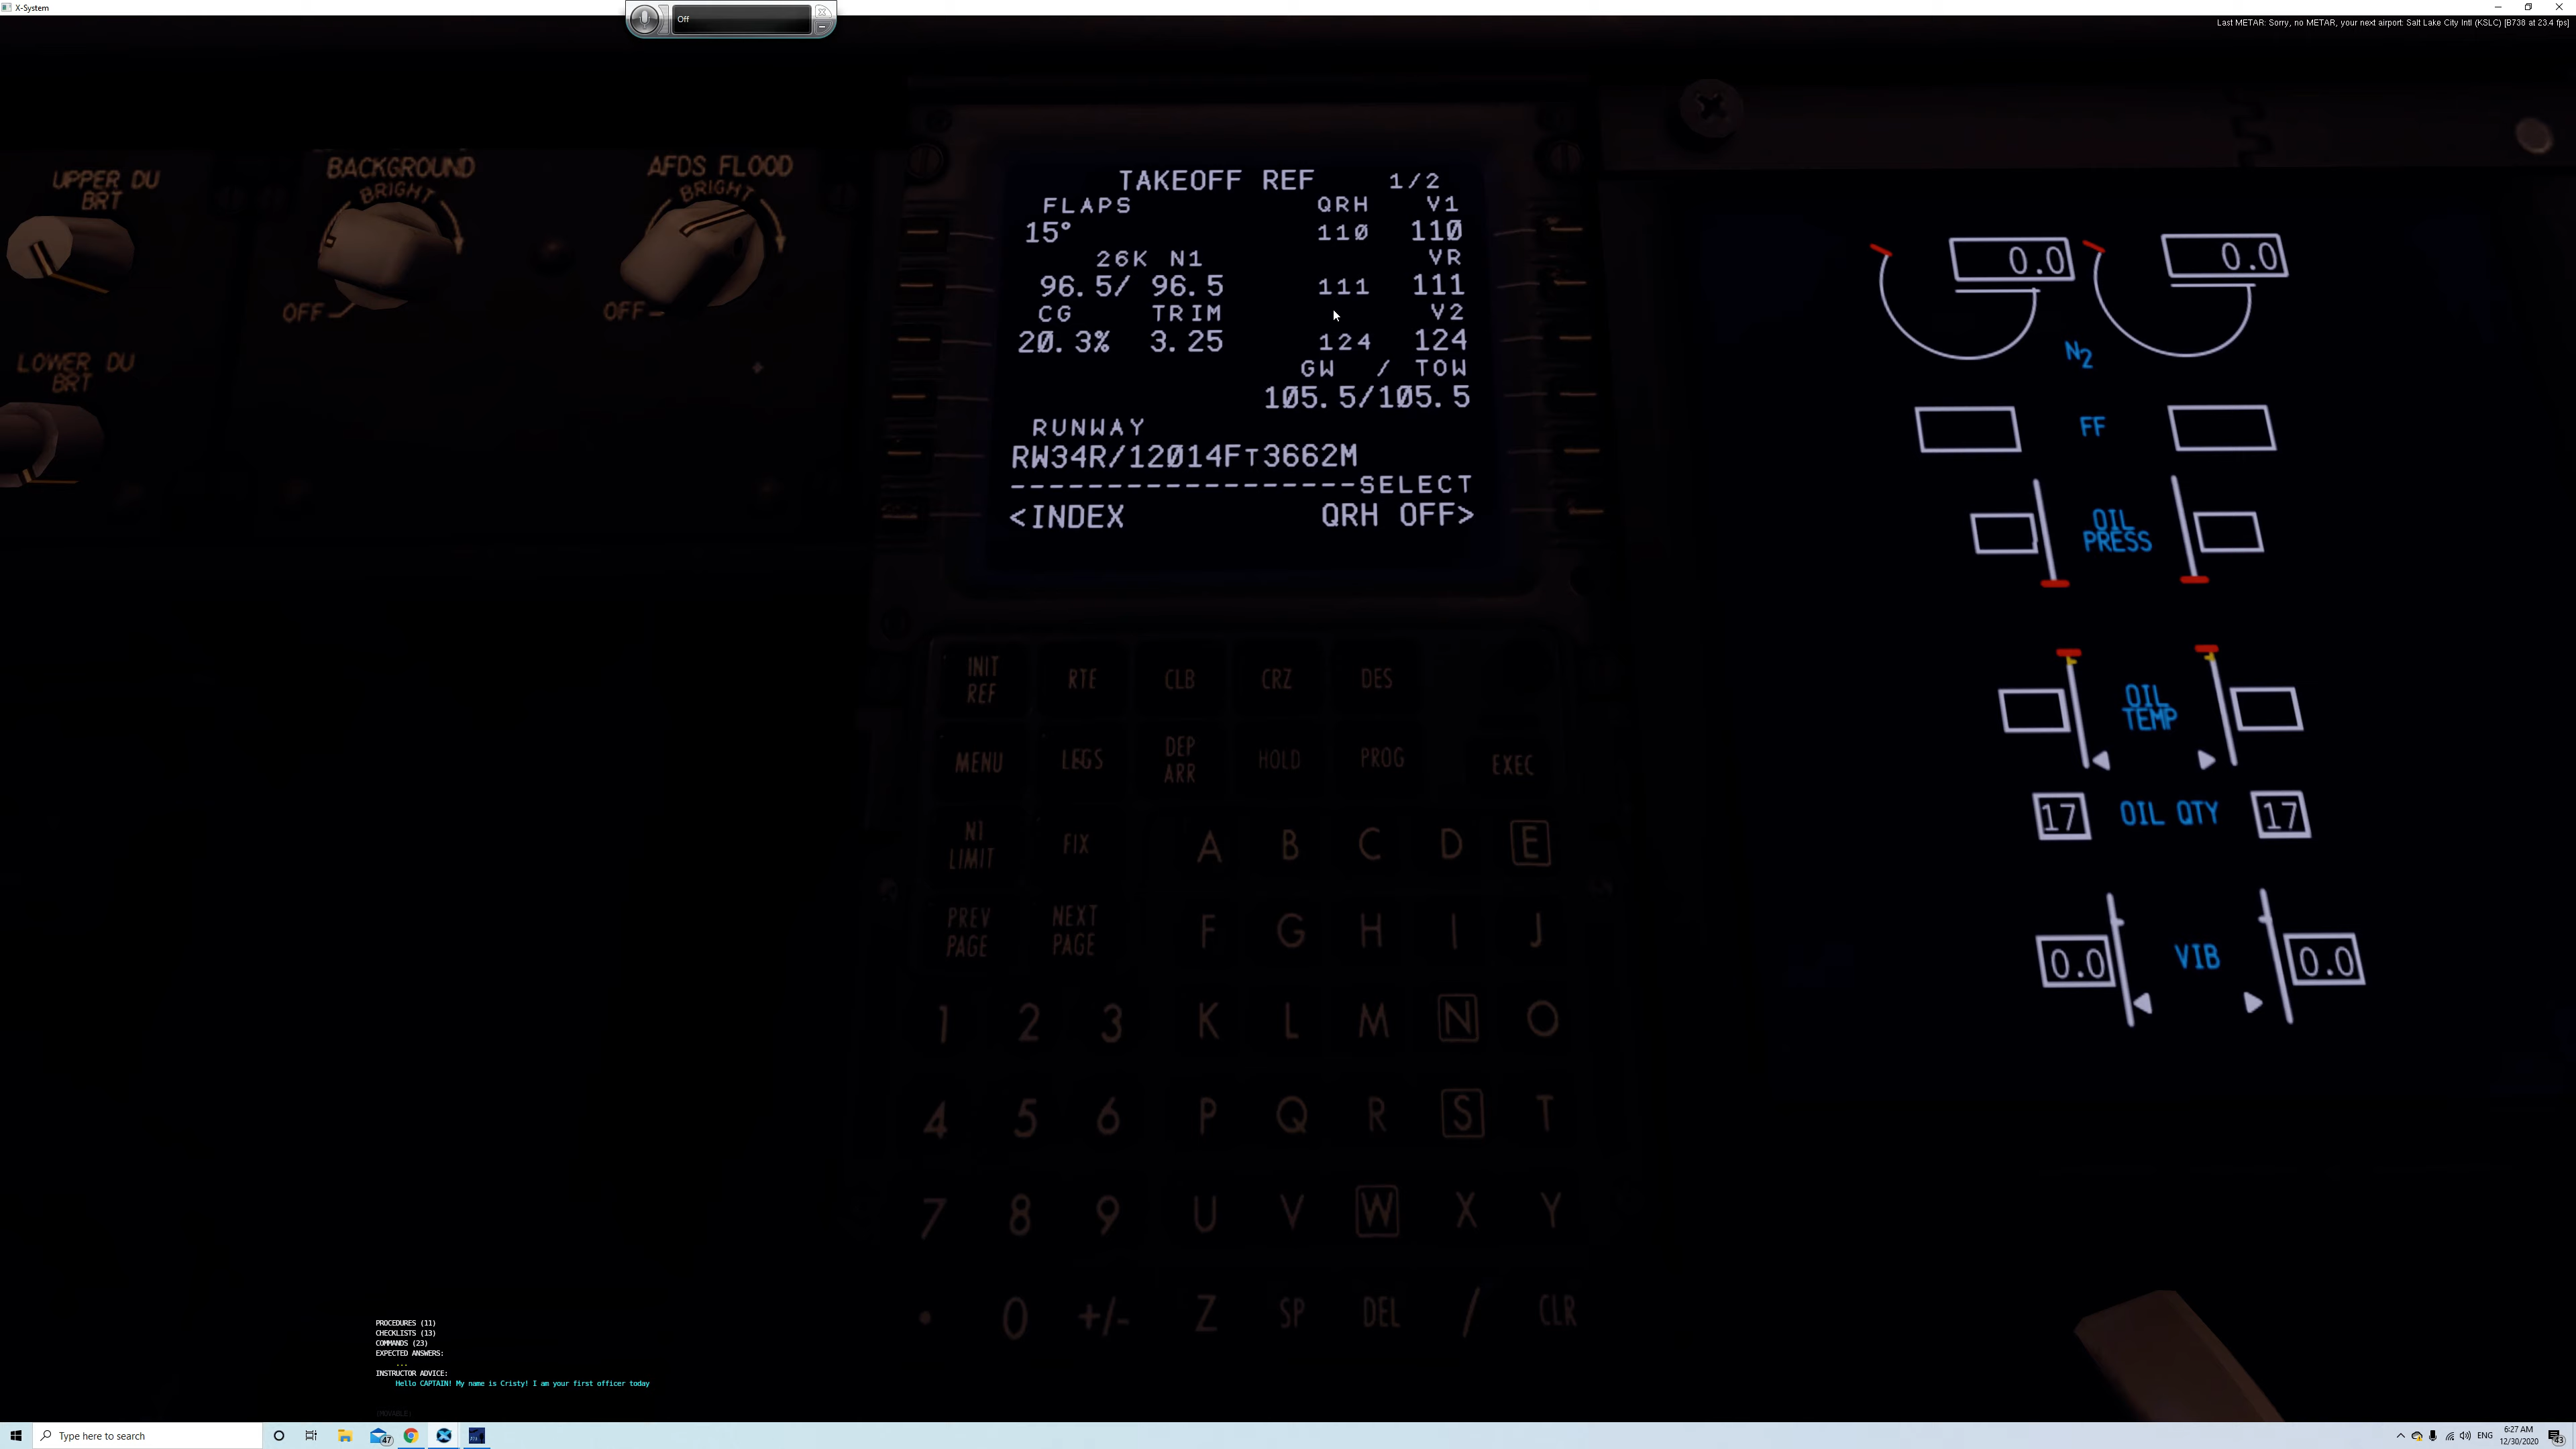 X-System
Off
Last METAR: Sorry, no METAR, your next airport: Salt Lake City Intl (KSLC) [B738 at 23.4 fps]
UPPER DU
BRT
BACKGROUND
BRIGHT
OFF
AFDS FLOOD
BRIGHT
OFF
LOWER DU
BRT
TAKEOFF REF 1/2
FLAPS QRH V1
15° 110 110
26K N1 VR
96.5/ 96.5 111 111
CG TRIM V2
20.3% 3.25 124 124
GW / TOW
105.5/105.5
RUNWAY
RW34R/12014FT3662M
------------------SELECT
<INDEX QRH OFF>
0.0 0.0
N2
FF
OIL
PRESS
OIL
TEMP
17 OIL QTY 17
0.0 VIB 0.0
INIT
REF
RTE
CLB
CRZ
DES
MENU
LEGS
DEP
ARR
HOLD
PROG
EXEC
N1
LIMIT
FIX
A B C D E
PREV
PAGE
NEXT
PAGE
F G H I J
1 2 3 K L M N O
4 5 6 P Q R S T
7 8 9 U V W X Y
. 0 +/- Z SP DEL / CLR
PROCEDURES (11)
CHECKLISTS (13)
COMMANDS (23)
EXPECTED ANSWERS:
...
INSTRUCTOR ADVICE:
Hello CAPTAIN! My name is Cristy! I am your first officer today
Type here to search
47
ENG
6:27 AM
12/30/2020
43